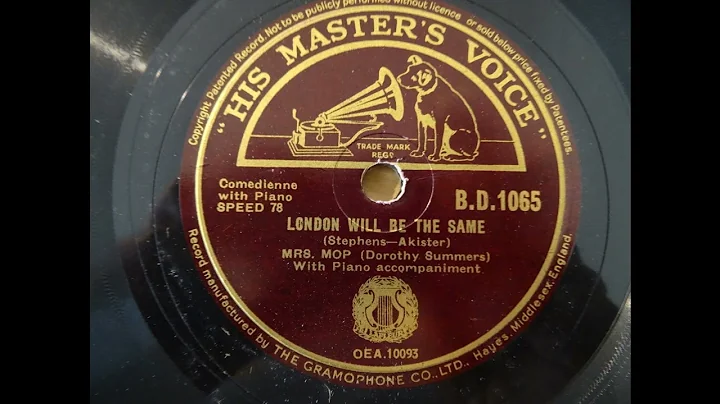 Copyright Patented Record. Not to be publicly performed without licence or sold below price fixed by Patentees.
"HIS MASTER'S VOICE"
TRADE MARK
REGD
Comedienne
with Piano
SPEED 78
B.D.1065
LONDON WILL BE THE SAME
(Stephens—Akister)
MRS. MOP (Dorothy Summers)
With Piano accompaniment
OEA.10093
Record manufactured by THE GRAMOPHONE CO., LTD., Hayes, Middlesex, England.